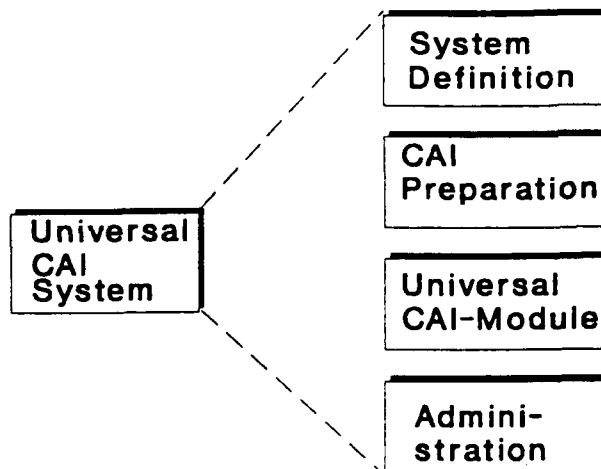 System
Definition
CAI
Preparation
Universal
CAI
System
Universal
CAI-Module
Admini-
stration